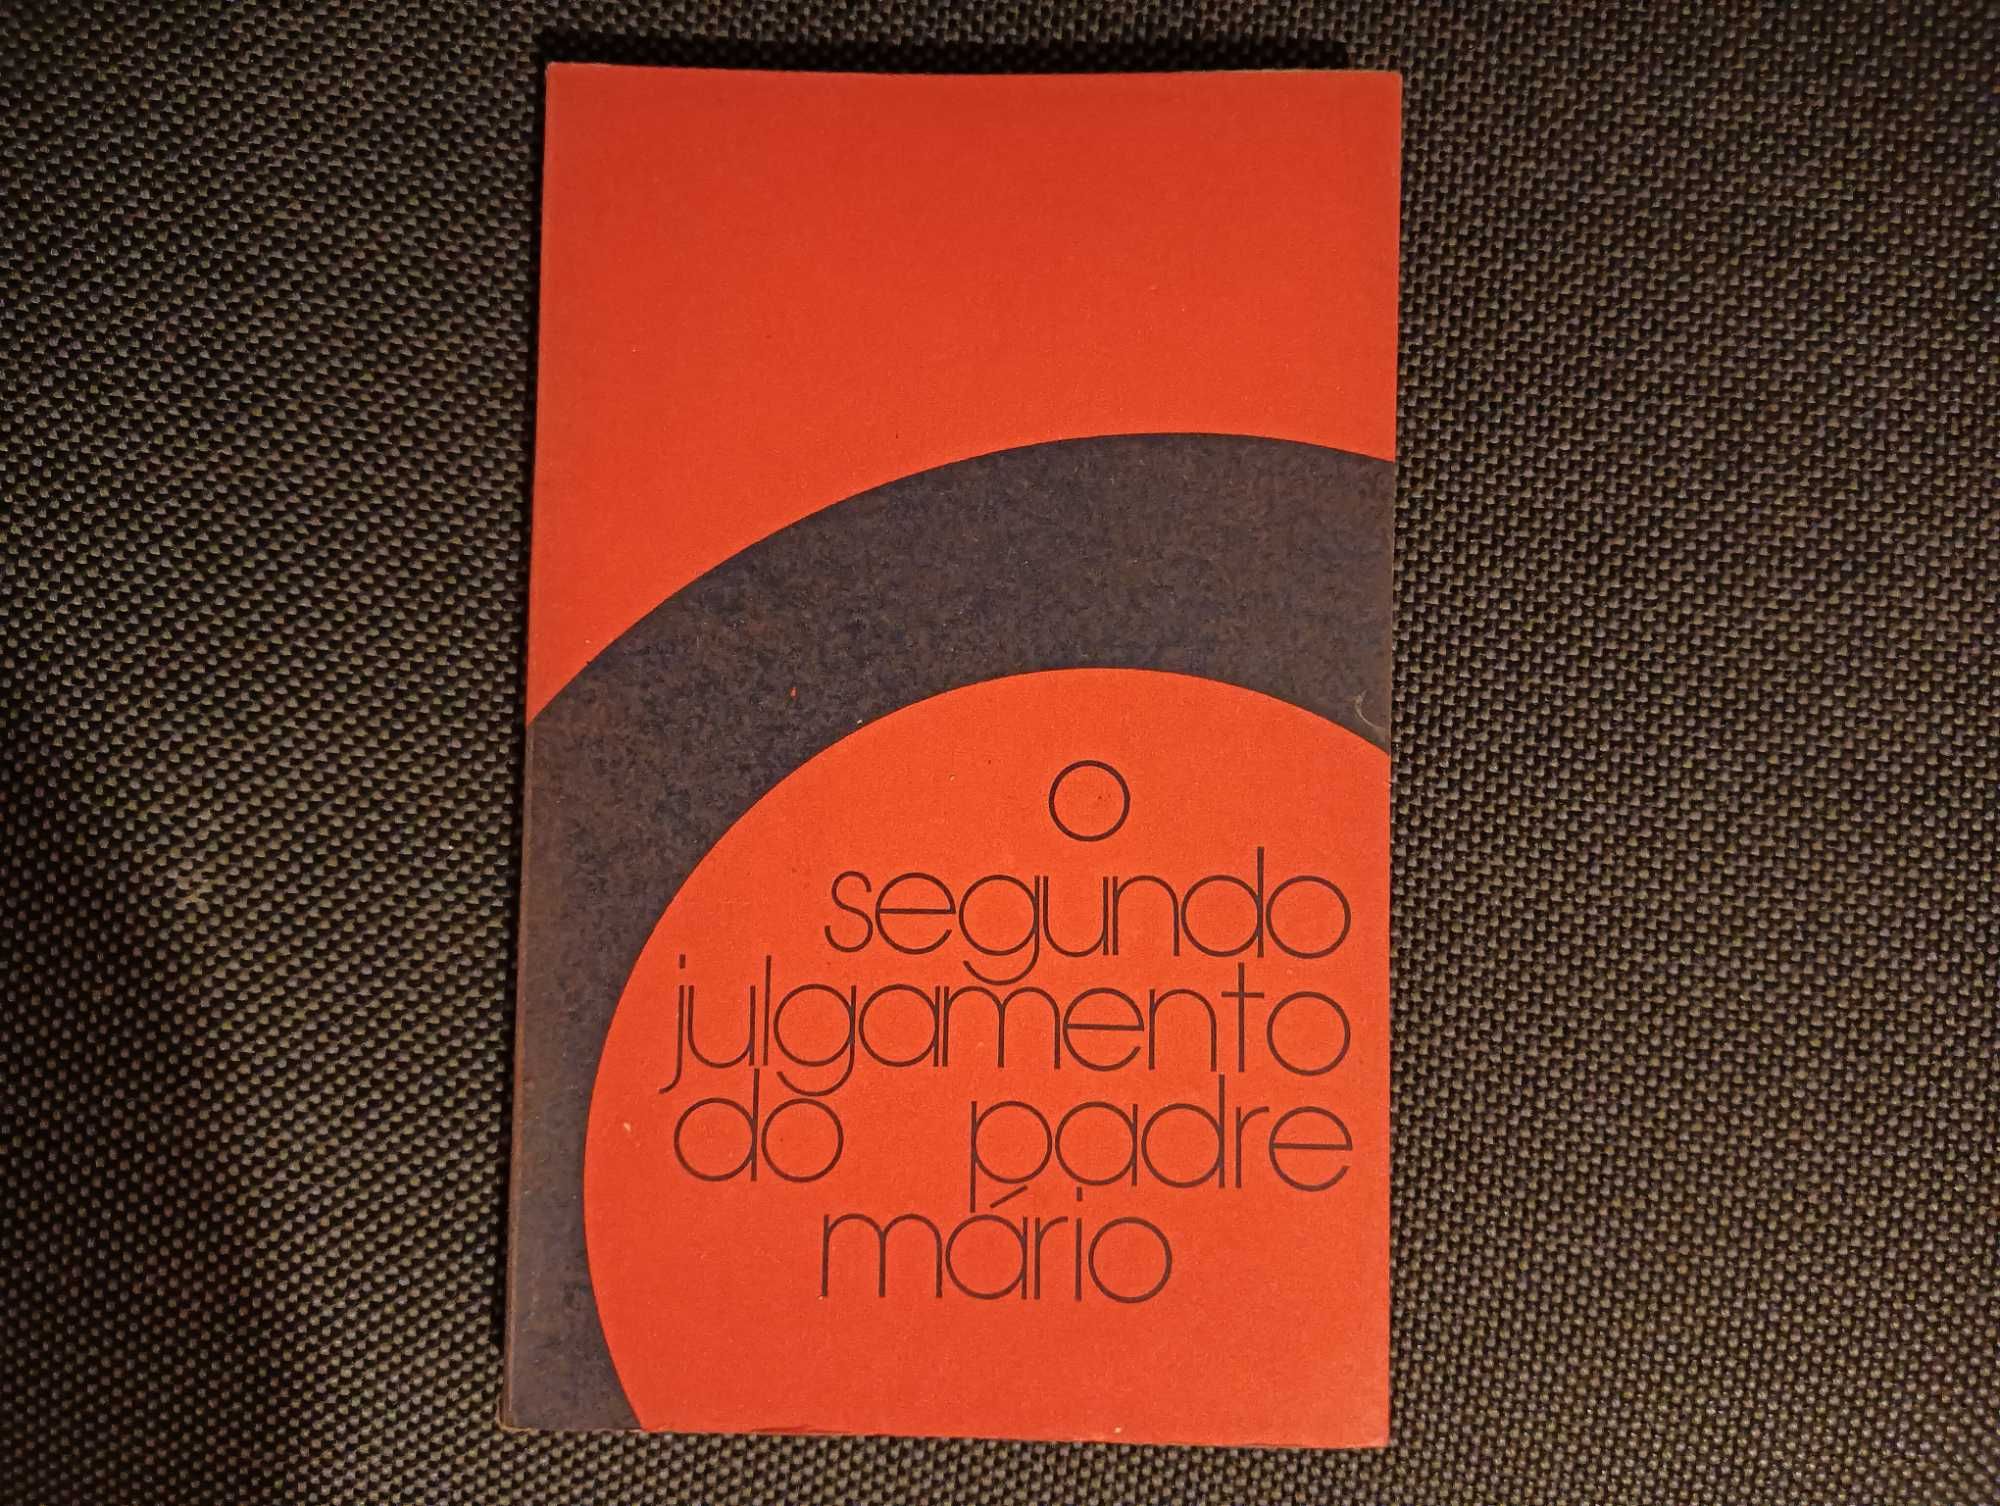 o
segundo
julgamento
do padre
mário